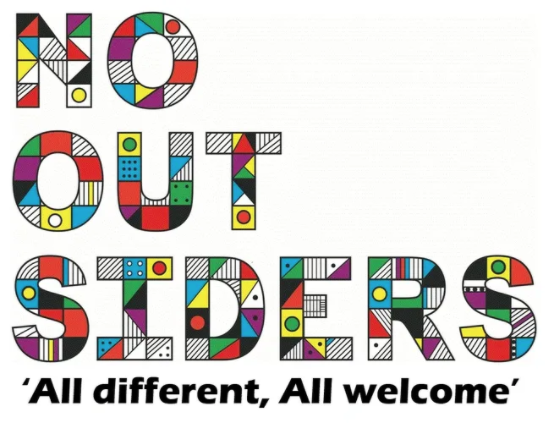 NO
OUT
SIDERS
‘All different, All welcome’